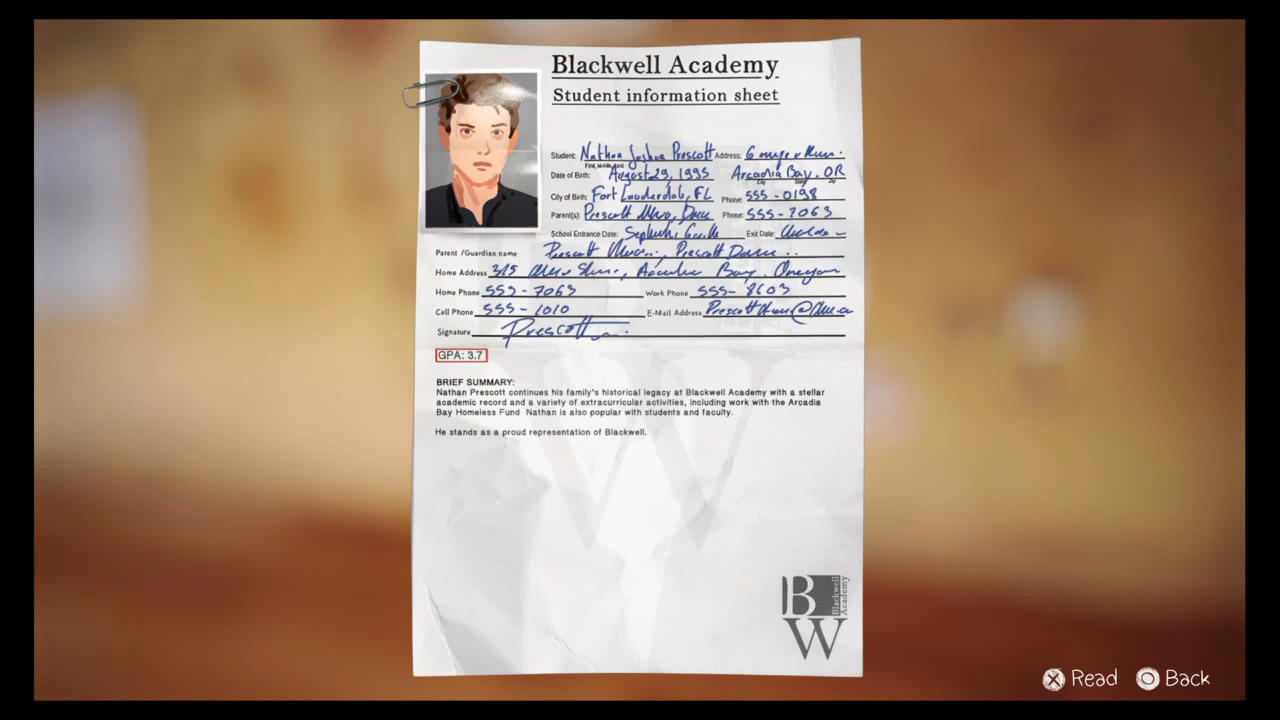 Blackwell Academy
Student information sheet
Student: Nathan Joshua Prescott Address:
First, Middle, Last
Date of Birth: August 29, 1995 Arcadia Bay, OR
City
City of Birth: Fort Lauderdale, FL Phone: 555-0198
Parent(s): Prescott Phone: 555-7063
School Entrance Date: Exit Date:
Parent /Guardian name Prescott Prescott
Home Address 315 Bay. Oregon
Home Phone 555-7063 Work Phone 555-8603
Cell Phone 555-1010 E-Mail Address Prescott
Signature Prescott
GPA: 3.7
BRIEF SUMMARY:
Nathan Prescott continues his family's historical legacy at Blackwell Academy with a stellar
academic record and a variety of extracurricular activities, including work with the Arcadia
Bay Homeless Fund Nathan is also popular with students and faculty.
He stands as a proud representation of Blackwell.
B
W
Blackwell
Academy
Read Back